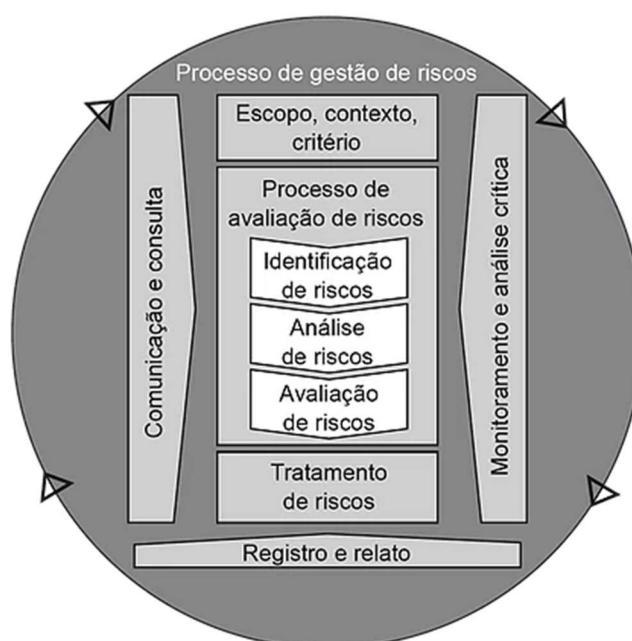 Processo de gestão de riscos
Escopo, contexto,
critério
Processo de
avaliação de riscos
Identificação
de riscos
Análise
de riscos
Avaliação
de riscos
Tratamento
de riscos
Comunicação e consulta
Monitoramento e análise crítica
Registro e relato